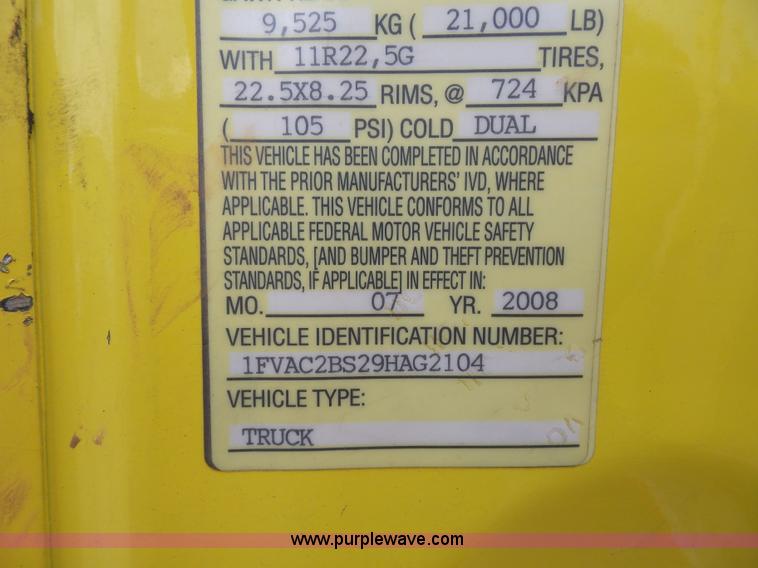 9,525 KG ( 21,000 LB)
WITH 11R22,5G TIRES,
22.5X8.25 RIMS, @ 724 KPA
( 105 PSI) COLD DUAL
THIS VEHICLE HAS BEEN COMPLETED IN ACCORDANCE
WITH THE PRIOR MANUFACTURERS' IVD, WHERE
APPLICABLE. THIS VEHICLE CONFORMS TO ALL
APPLICABLE FEDERAL MOTOR VEHICLE SAFETY
STANDARDS, [AND BUMPER AND THEFT PREVENTION
STANDARDS, IF APPLICABLE] IN EFFECT IN:
MO. 07 YR. 2008
VEHICLE IDENTIFICATION NUMBER:
1FVAC2BS29HAG2104
VEHICLE TYPE:
TRUCK
www.purplewave.com